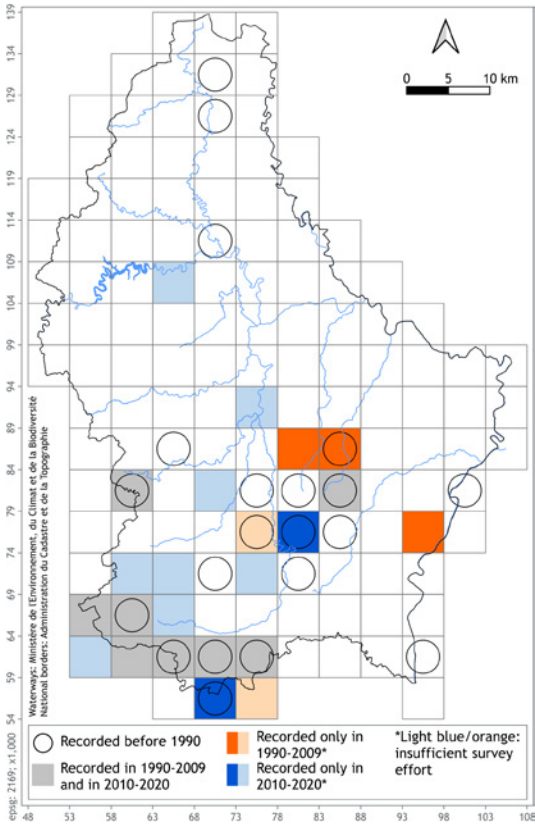 139
134
129
124
119
114
109
104
99
94
89
84
79
74
69
64
59
54
0 5 10 km
Waterways: Ministère de l'Environnement, du Climat et de la Biodiversité
National borders: Administration du Cadastre et de la Topographie
Recorded before 1990
Recorded in 1990-2009
and in 2010-2020
Recorded only in
1990-2009*
Recorded only in
2010-2020*
*Light blue/orange:
insufficient survey
effort
epsg: 2169; x1,000
48 53 58 63 68 73 78 83 88 93 98 103 108